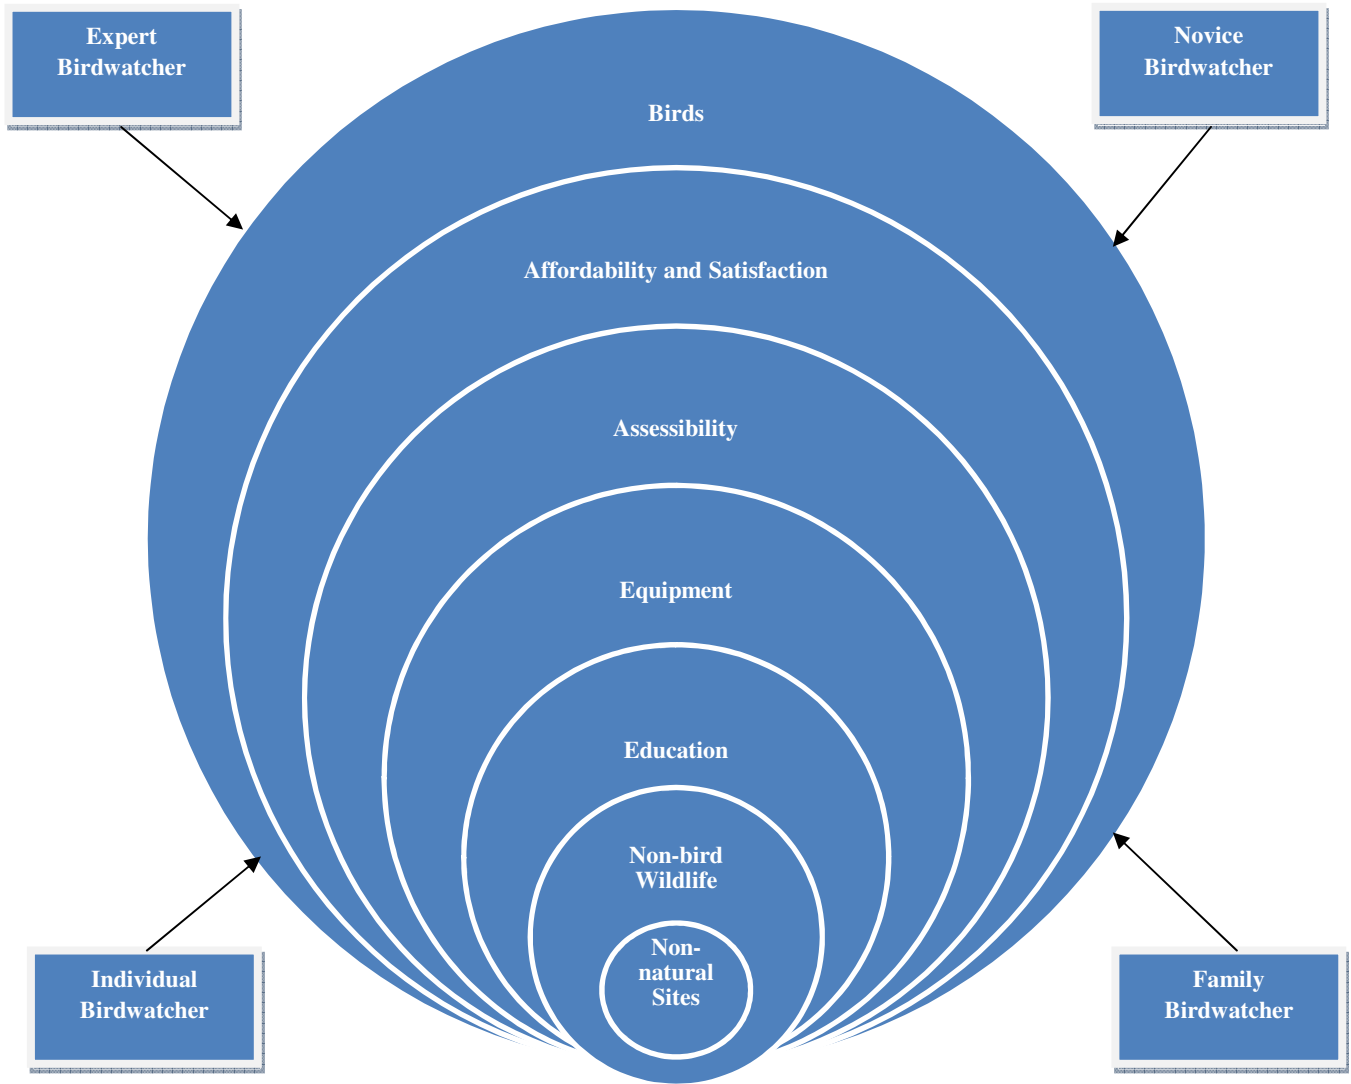 Expert
Birdwatcher
Novice
Birdwatcher
Birds
Affordability and Satisfaction
Assessibility
Equipment
Education
Non-bird
Wildlife
Non-
natural
Sites
Individual
Birdwatcher
Family
Birdwatcher